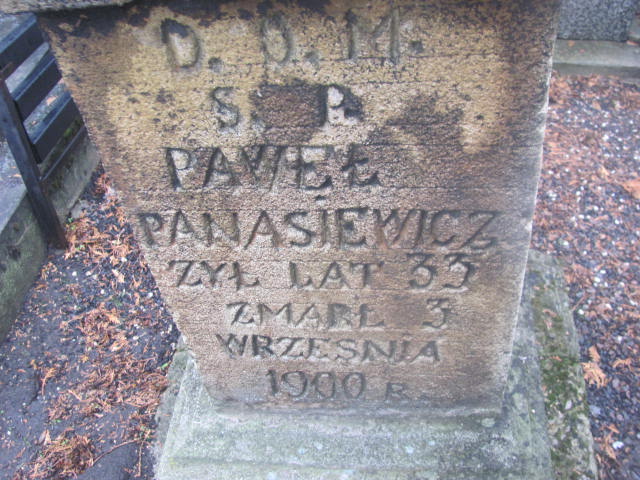 D. O. M.
Ś. P.
PAWEŁ
PANASIEWICZ
ŻYŁ LAT 33
ZMARŁ 3
WRZEŚNIA
1900 R.